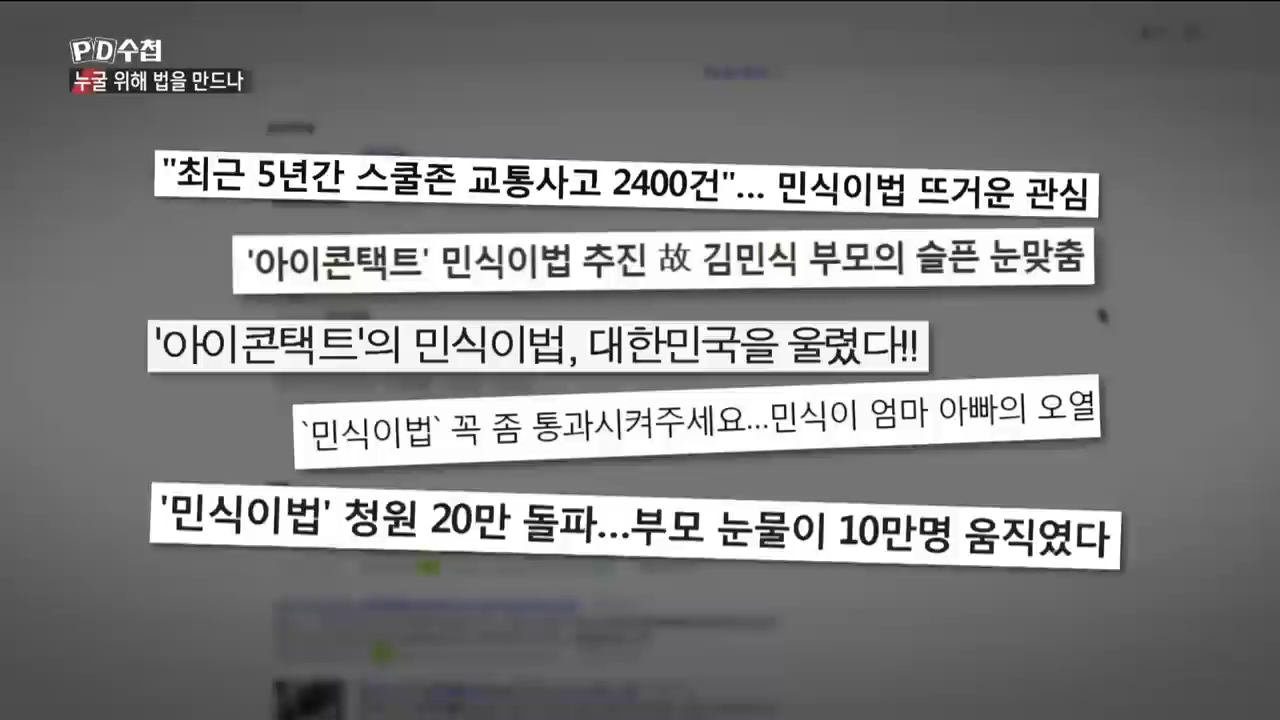 PD수첩
누굴 위해 법을 만드나
"최근 5년간 스쿨존 교통사고 2400건"... 민식이법 뜨거운 관심
'아이콘택트' 민식이법 추진 故 김민식 부모의 슬픈 눈맞춤
'아이콘택트'의 민식이법, 대한민국을 울렸다!!
`민식이법` 꼭 좀 통과시켜주세요...민식이 엄마 아빠의 오열
'민식이법' 청원 20만 돌파...부모 눈물이 10만명 움직였다